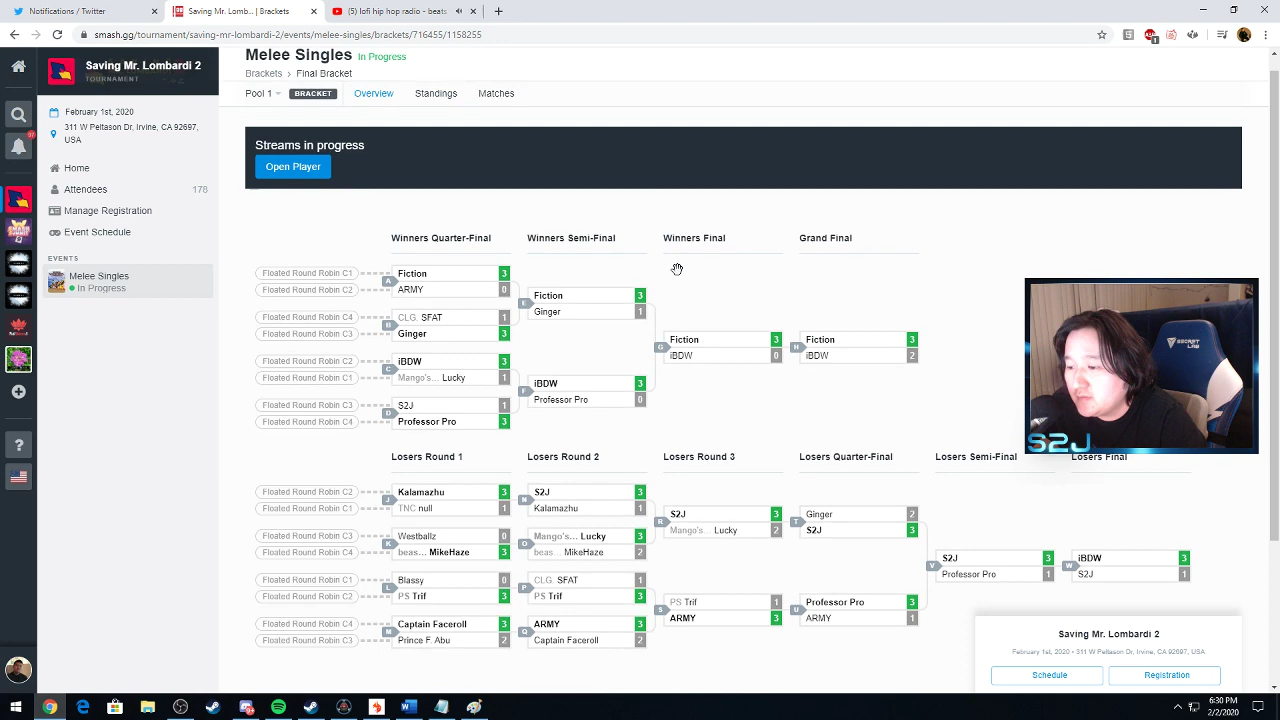 Notifications / Twitter
Saving Mr. Lombardi 2 | Melee Singles | Brackets
(5) lofi hip hop radio - beats
smash.gg/tournament/saving-mr-lombardi-2/events/melee-singles/brackets/716455/1158255
Saving Mr. Lombardi 2
TOURNAMENT
February 1st, 2020
311 W Peltason Dr, Irvine, CA 92697,
USA
97
Home
Attendees 178
Manage Registration
Event Schedule
EVENTS
Melee Singles
In Progress
Melee Singles In Progress
Brackets > Final Bracket
Pool 1 BRACKET Overview Standings Matches
Streams in progress
Open Player
Winners Quarter-Final Winners Semi-Final Winners Final Grand Final
Floated Round Robin C1 Fiction 3
A
Floated Round Robin C2 ARMY 0
Floated Round Robin C4 CLG. SFAT 1
B
Floated Round Robin C3 Ginger 3
Floated Round Robin C2 iBDW 3
C
Floated Round Robin C1 Mango's... Lucky 1
Floated Round Robin C3 S2J 1
D
Floated Round Robin C4 Professor Pro 3
Fiction 3
E
Ginger 1
iBDW 3
F
Professor Pro 0
Fiction 3
G
iBDW 0
Fiction 3
H
iBDW 2
S2J
Losers Round 1 Losers Round 2 Losers Round 3 Losers Quarter-Final Losers Semi-Final Losers Final
Floated Round Robin C2 Kalamazhu 3
J
Floated Round Robin C1 TNC null 1
Floated Round Robin C3 Westballz 0
K
Floated Round Robin C4 beas... MikeHaze 3
Floated Round Robin C1 Blassy 0
L
Floated Round Robin C2 PS Trif 3
Floated Round Robin C4 Captain Faceroll 3
M
Floated Round Robin C3 Prince F. Abu 2
S2J 3
N
Kalamazhu 1
Mango's... Lucky 3
O
beas... MikeHaze 2
CLG. SFAT 1
P
PS Trif 3
ARMY 3
Q
Captain Faceroll 2
S2J 3
R
Mango's... Lucky 2
PS Trif 1
S
ARMY 3
Ginger 2
T
S2J 3
Professor Pro 3
U
ARMY 1
S2J 3
V
Professor Pro 1
iBDW 3
W
S2J 1
Saving Mr. Lombardi 2
February 1st, 2020 • 311 W Peltason Dr, Irvine, CA 92697, USA
Schedule Registration
6:30 PM
2/2/2020